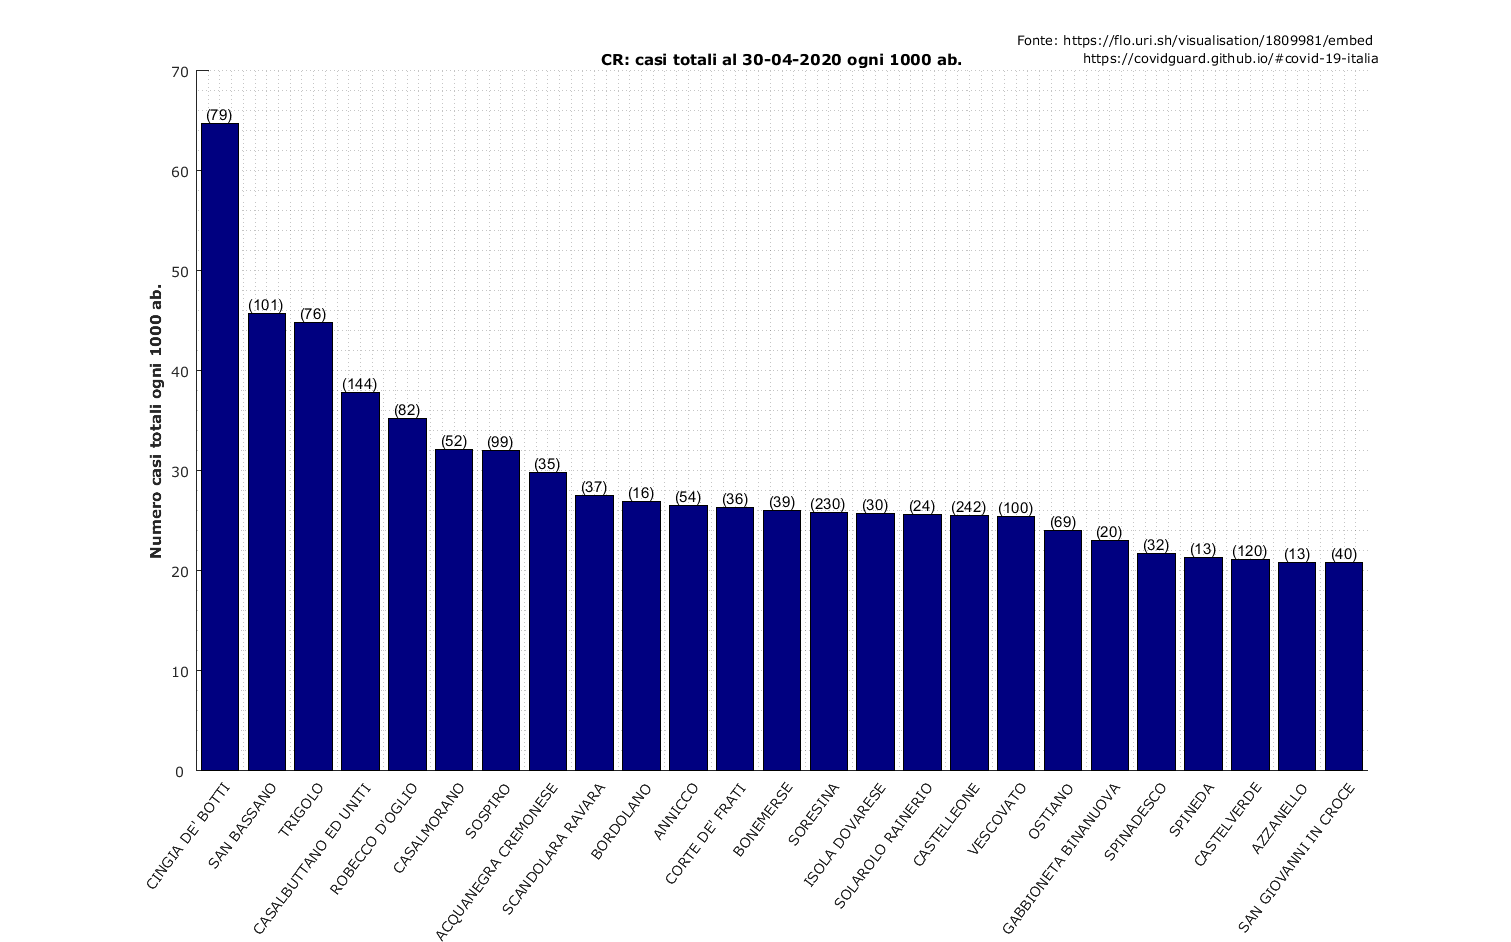 Fonte: https://flo.uri.sh/visualisation/1809981/embed
https://covidguard.github.io/#covid-19-italia
CR: casi totali al 30-04-2020 ogni 1000 ab.
Numero casi totali ogni 1000 ab.
70
60
50
40
30
20
10
0
(79)
(101)
(76)
(144)
(82)
(52)
(99)
(35)
(37)
(16)
(54)
(36)
(39)
(230)
(30)
(24)
(242)
(100)
(69)
(20)
(32)
(13)
(120)
(13)
(40)
CINGIA DE' BOTTI
SAN BASSANO
TRIGOLO
CASALBUTTANO ED UNITI
ROBECCO D'OGLIO
CASALMORANO
SOSPIRO
ACQUANEGRA CREMONESE
SCANDOLARA RAVARA
BORDOLANO
ANNICCO
CORTE DE' FRATI
BONEMERSE
SORESINA
ISOLA DOVARESE
SOLAROLO RAINERIO
CASTELLEONE
VESCOVATO
OSTIANO
GABBIONETA BINANUOVA
SPINADESCO
SPINEDA
CASTELVERDE
AZZANELLO
SAN GIOVANNI IN CROCE